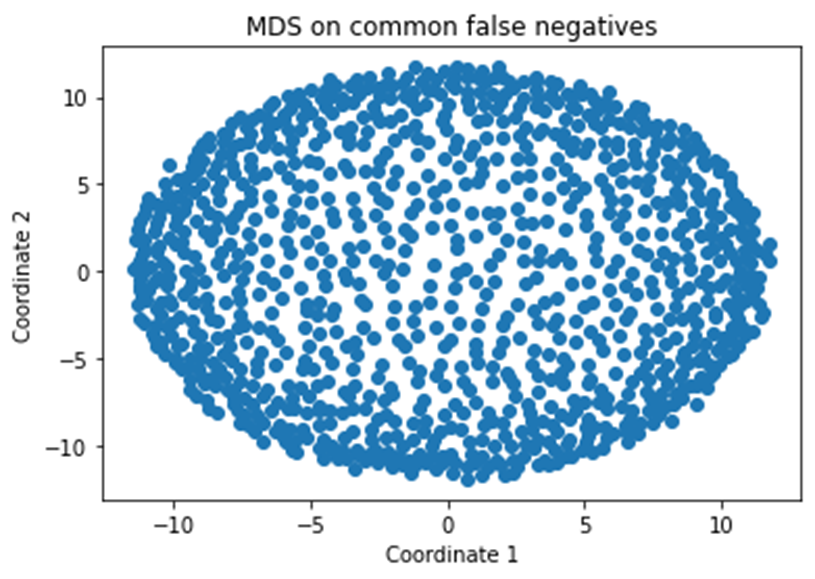 MDS on common false negatives
10
5
0
−5
−10
Coordinate 2
−10 −5 0 5 10
Coordinate 1